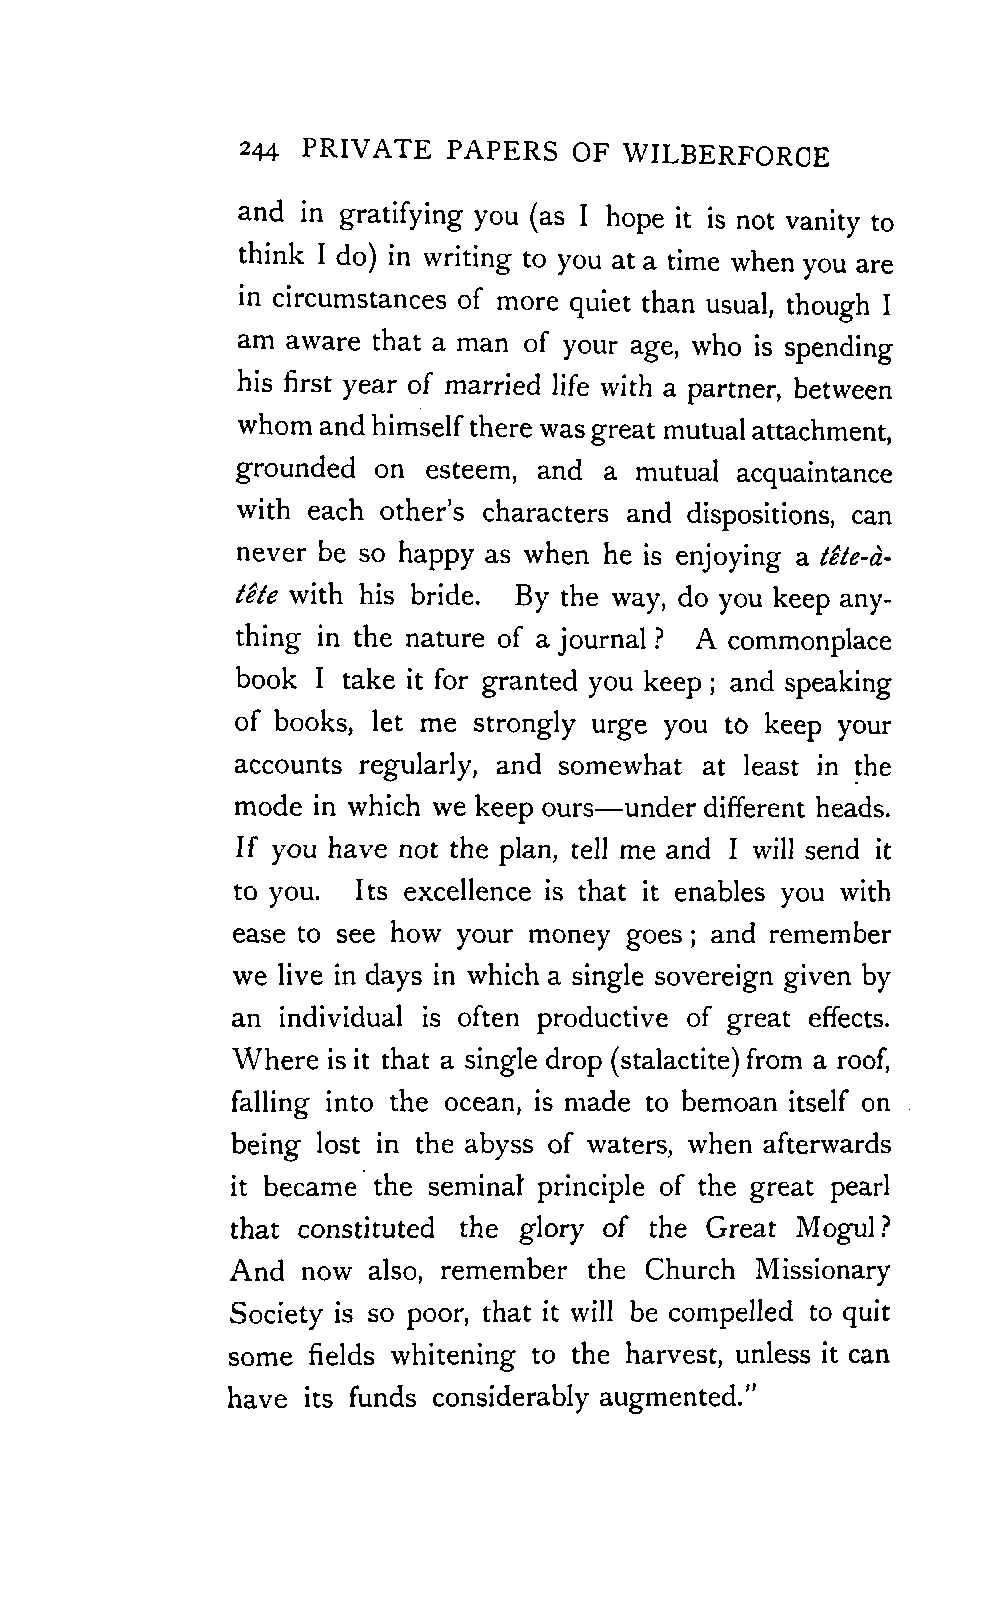 244 PRIVATE PAPERS OF WILBERFORCE
and in gratifying you (as I hope it is not vanity to
think I do) in writing to you at a time when you are
in circumstances of more quiet than usual, though I
am aware that a man of your age, who is spending
his first year of married life with a partner, between
whom and himself there was great mutual attachment,
grounded on esteem, and a mutual acquaintance
with each other's characters and dispositions, can
never be so happy as when he is enjoying a tête-à-
tête with his bride. By the way, do you keep any-
thing in the nature of a journal? A commonplace
book I take it for granted you keep; and speaking
of books, let me strongly urge you to keep your
accounts regularly, and somewhat at least in the
mode in which we keep ours—under different heads.
If you have not the plan, tell me and I will send it
to you. Its excellence is that it enables you with
ease to see how your money goes; and remember
we live in days in which a single sovereign given by
an individual is often productive of great effects.
Where is it that a single drop (stalactite) from a roof,
falling into the ocean, is made to bemoan itself on
being lost in the abyss of waters, when afterwards
it became the seminal principle of the great pearl
that constituted the glory of the Great Mogul?
And now also, remember the Church Missionary
Society is so poor, that it will be compelled to quit
some fields whitening to the harvest, unless it can
have its funds considerably augmented."